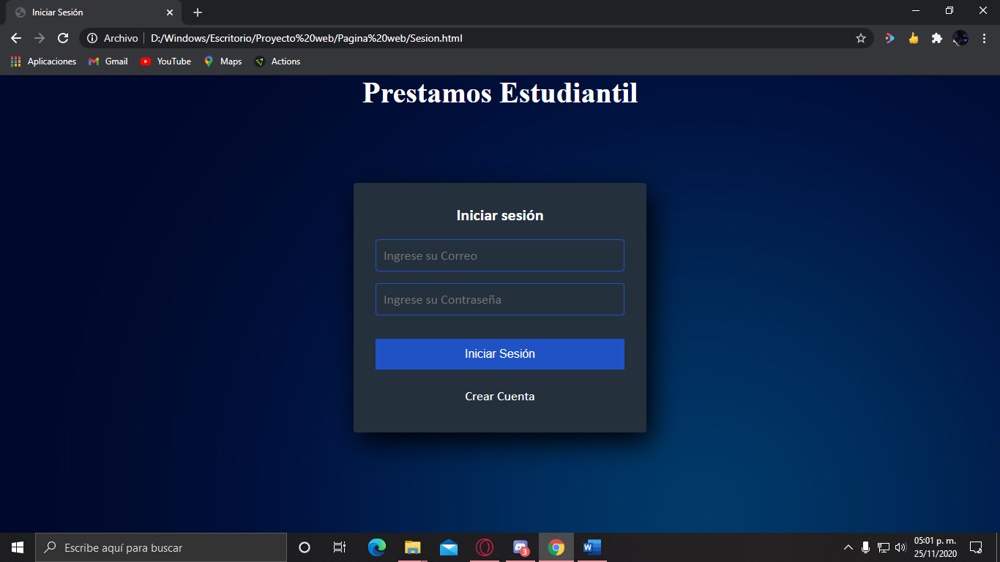 Iniciar Sesión
Archivo D:/Windows/Escritorio/Proyecto%20web/Pagina%20web/Sesion.html
Aplicaciones Gmail YouTube Maps Actions
Prestamos Estudiantil
Iniciar sesión
Ingrese su Correo
Ingrese su Contraseña
Iniciar Sesión
Crear Cuenta
Escribe aquí para buscar
3
W
05:01 p. m.
25/11/2020